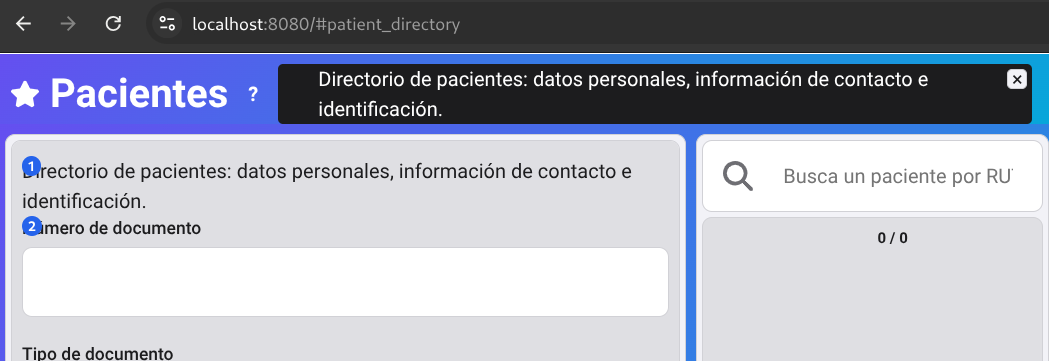 localhost:8080/#patient_directory
Pacientes ?
Directorio de pacientes: datos personales, información de contacto e
identificación.
1
Directorio de pacientes: datos personales, información de contacto e
identificación.
2
Número de documento
Tipo de documento
Busca un paciente por RU
0 / 0